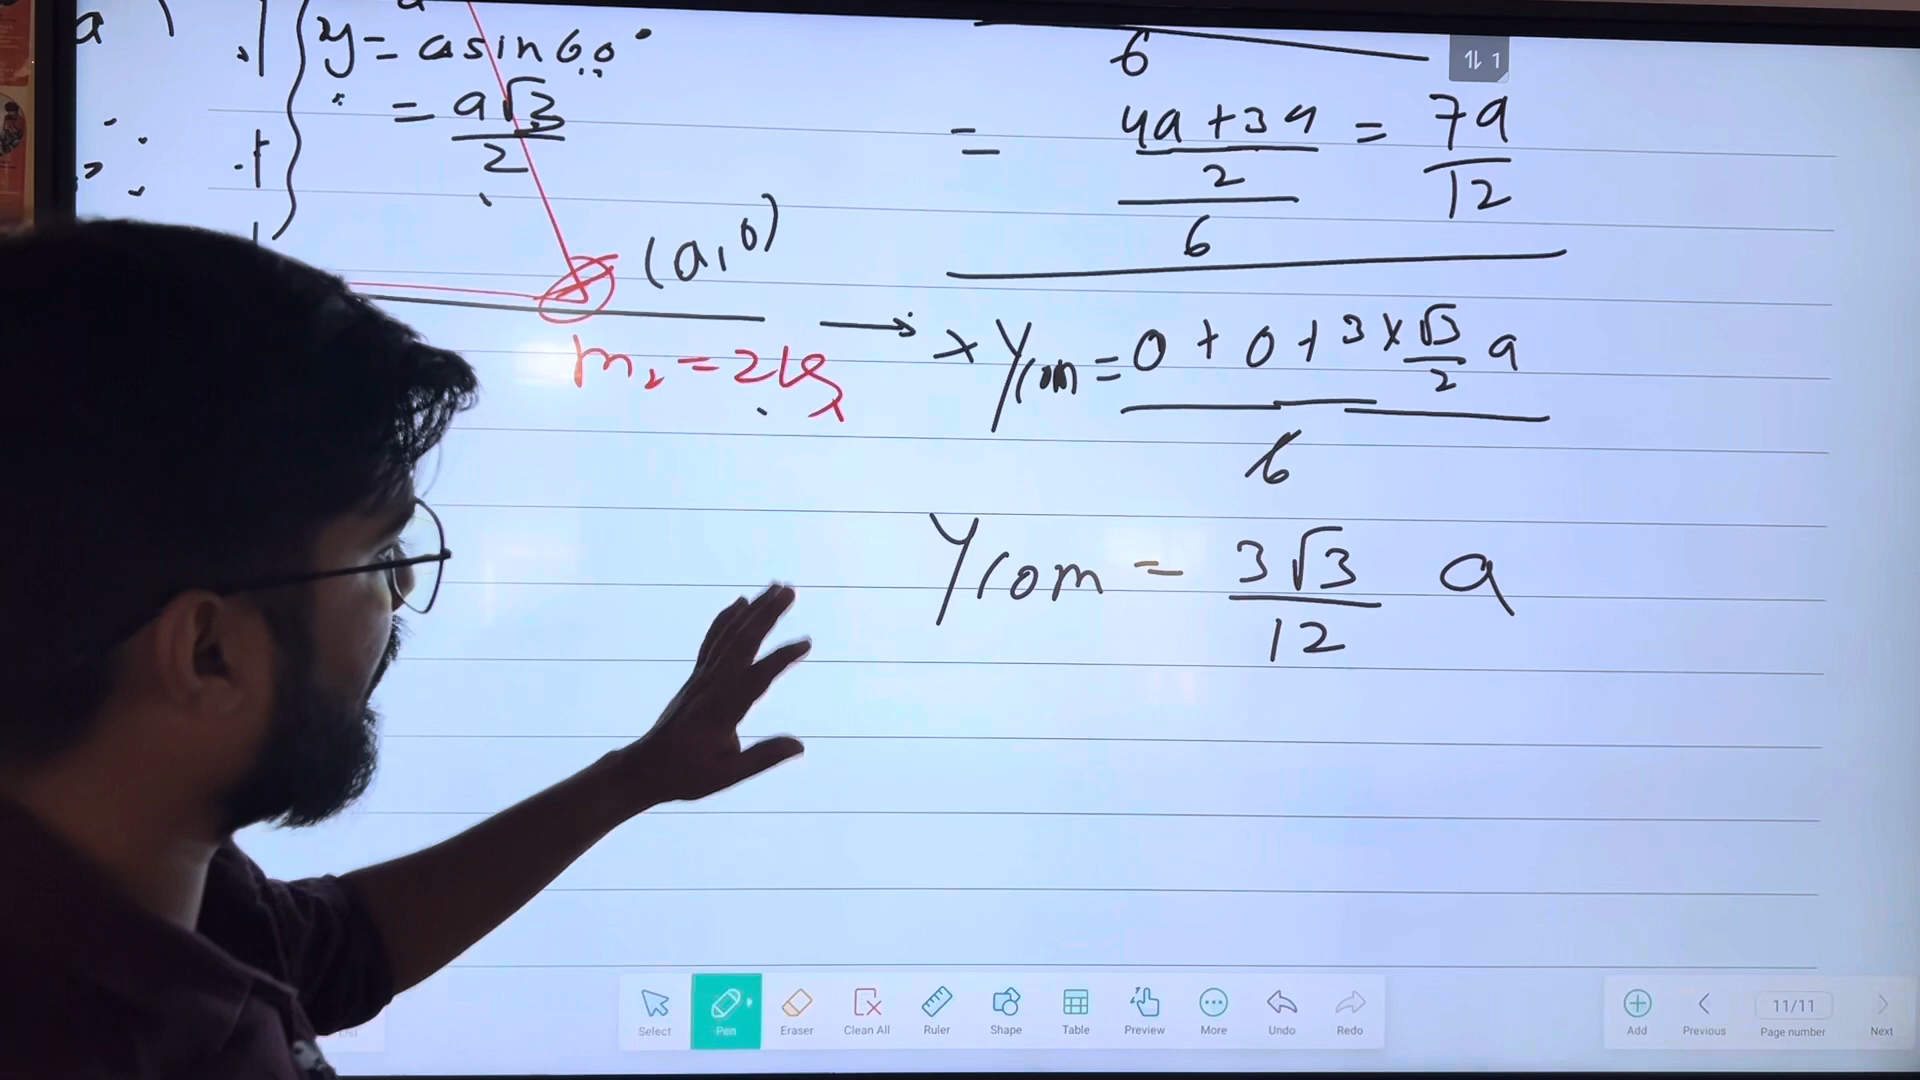 y = a sin 60°
= a√3
2
(a, 0)
m₂ = 2kg
6
= 4a + 3a = 7a
2 12
6
→ Ycom = 0 + 0 + 3 × √3/2 a
6
Ycom = 3√3 a
12
⇅ 1
Select Pen Eraser Clean All Ruler Shape Table Preview More Undo Redo
Add Previous 11/11 Page number Next